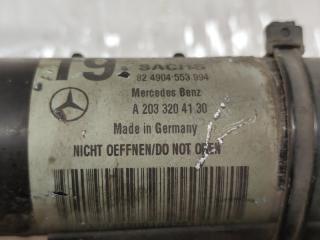 T9
SACHS
82 4904 553 994
Mercedes Benz
A 203 320 41 30
Made in Germany
NICHT OEFFNEN/DO NOT OPEN